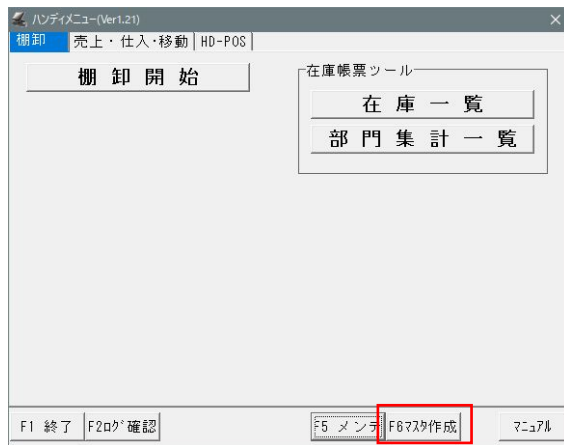 ハンディメニュー(Ver1.21)
棚卸 売上・仕入・移動 HD-POS
棚 卸 開 始
在庫帳票ツール
在 庫 一 覧
部 門 集 計 一 覧
F1 終了 F2ﾛｸﾞ確認 F5 メンテ F6ﾏｽﾀ作成 ﾏﾆｭｱﾙ